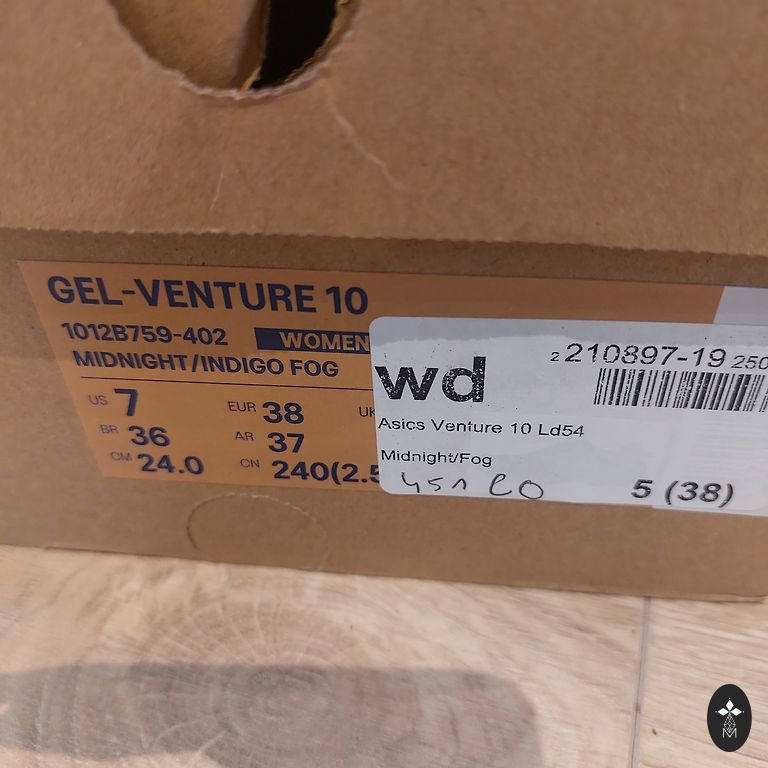 GEL-VENTURE 10
1012B759-402 WOMEN
MIDNIGHT/INDIGO FOG
US 7 EUR 38 UK
BR 36 AR 37
CM 24.0 CN 240(2.5
wd
2 210897-19 250
Asics Venture 10 Ld54
Midnight/Fog
5 (38)
M